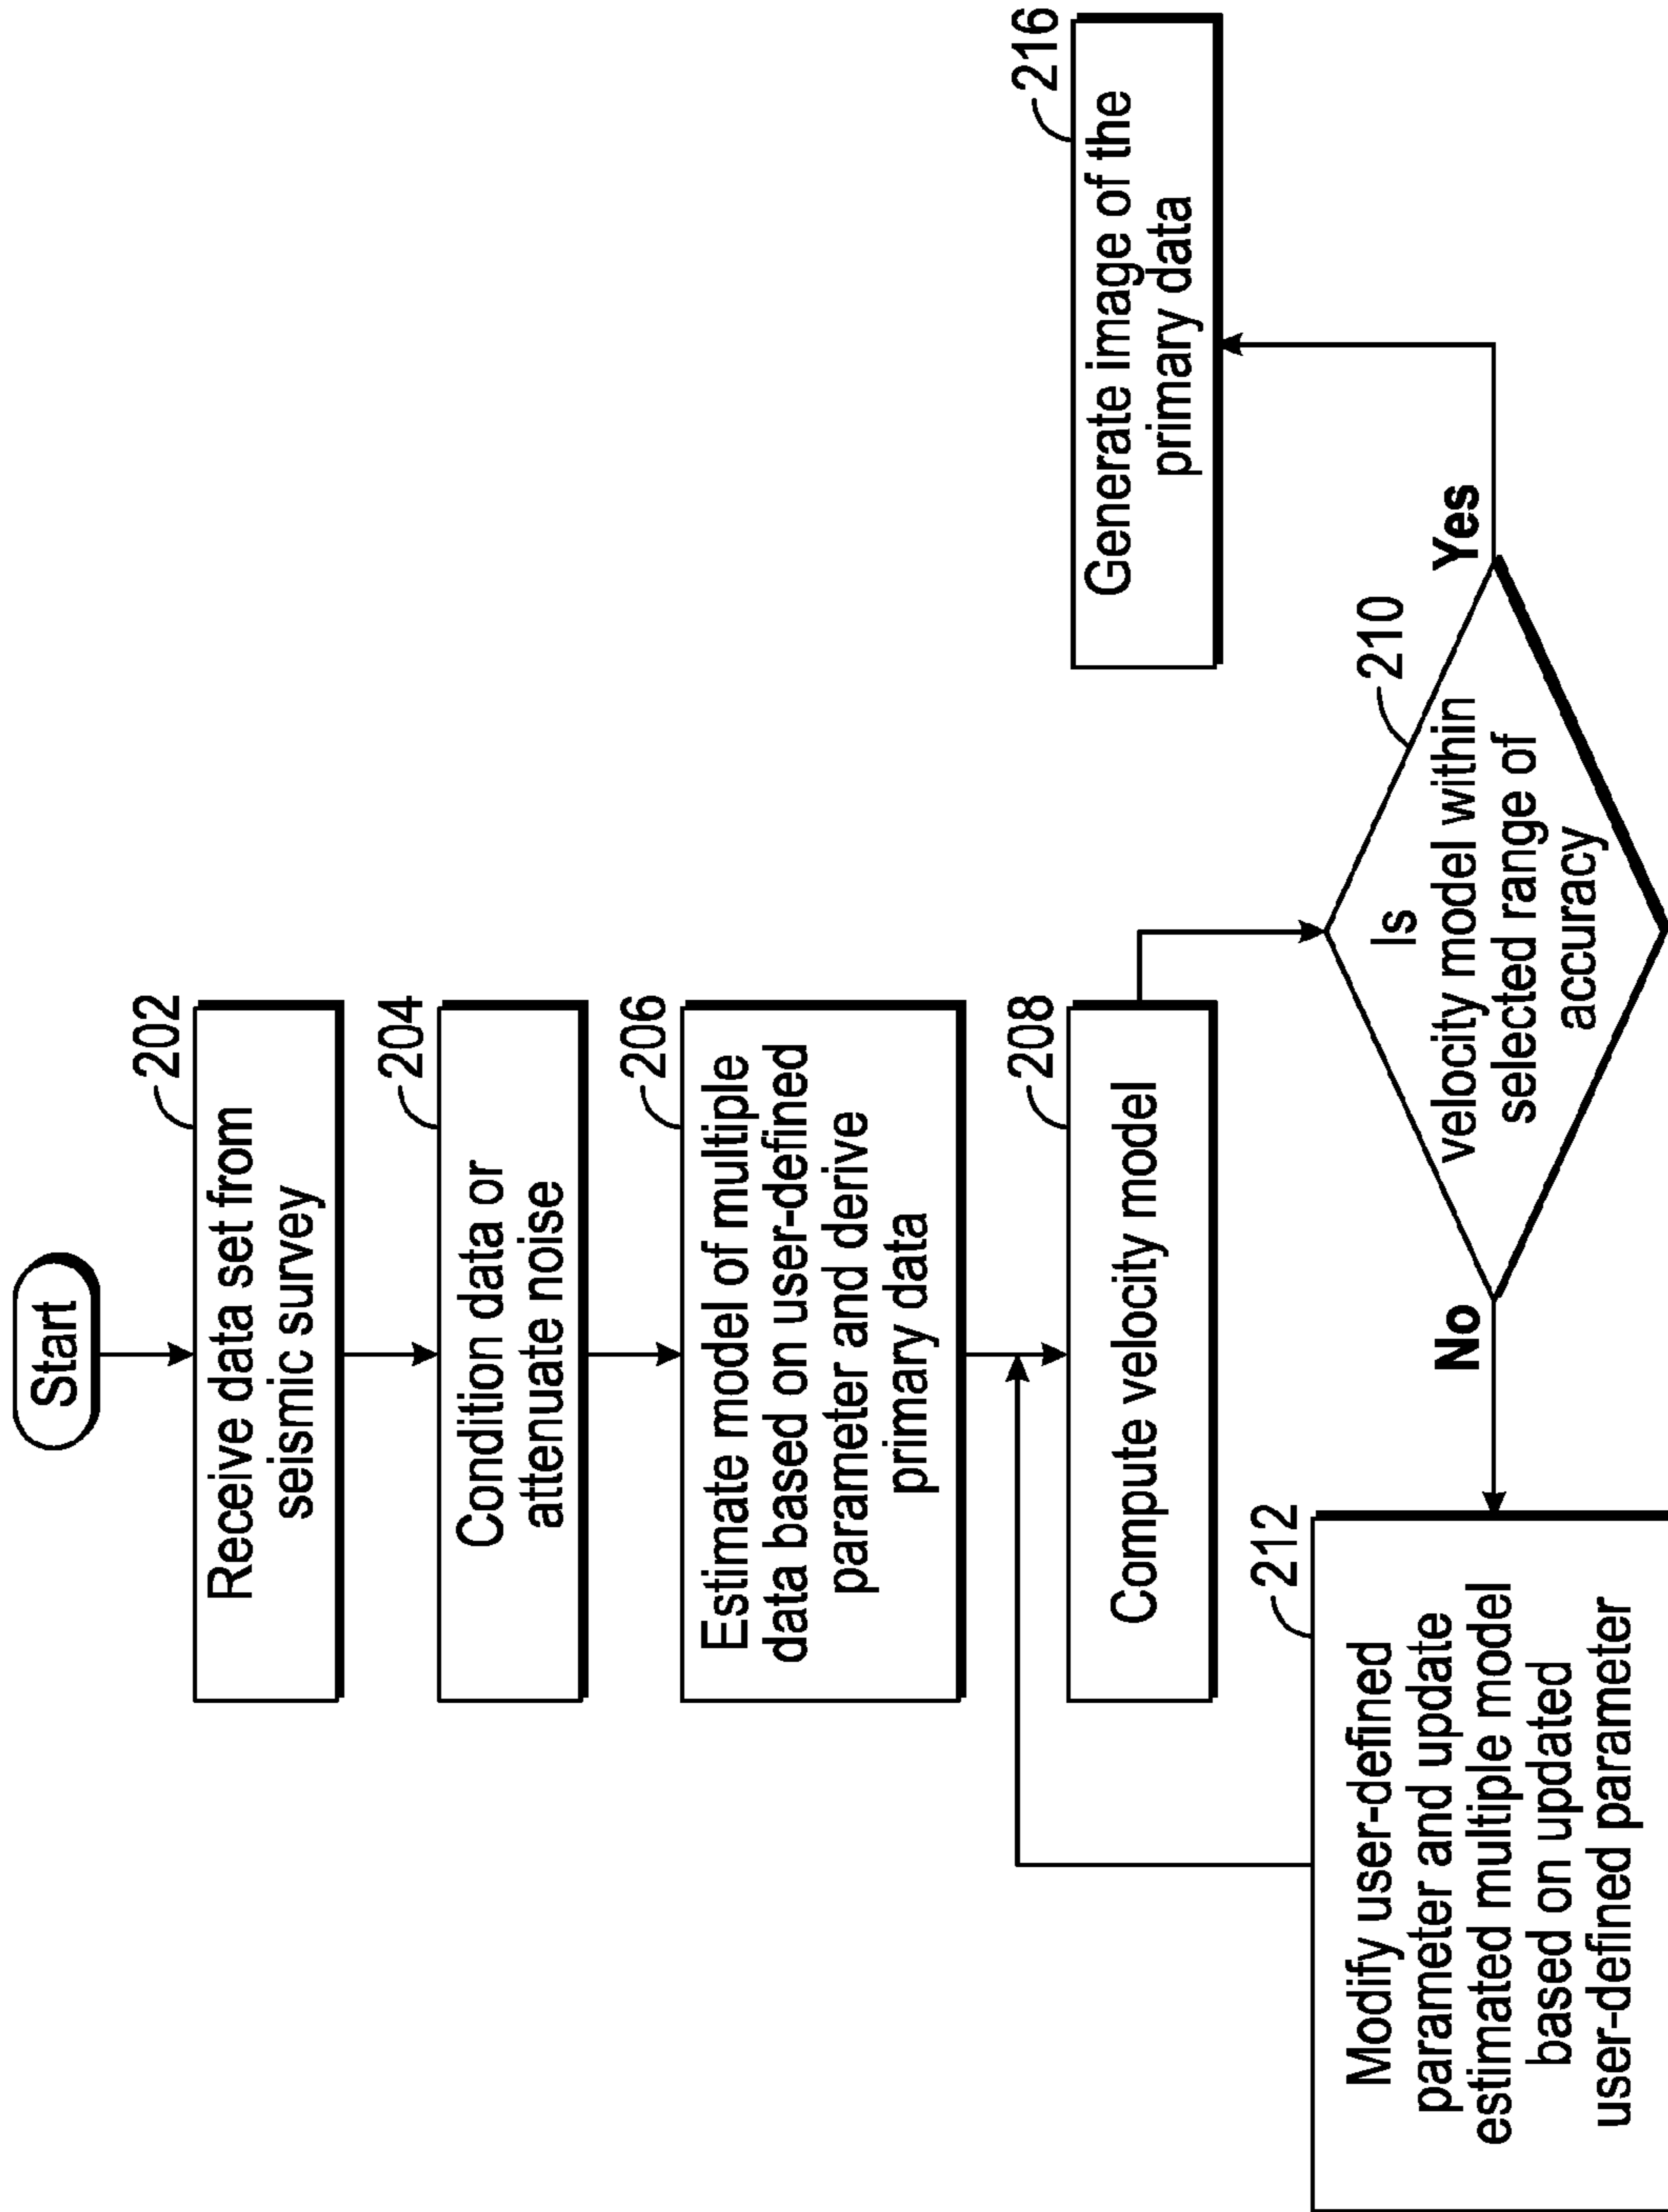 Start
202
Receive data set from
seismic survey
204
Condition data or
attenuate noise
206
Estimate model of multiple
data based on user-defined
parameter and derive
primary data
208
Compute velocity model
210
Is
velocity model within
selected range of
accuracy
No
Yes
212
Modify user-defined
parameter and update
estimated multiple model
based on updated
user-defined parameter
216
Generate image of the
primary data